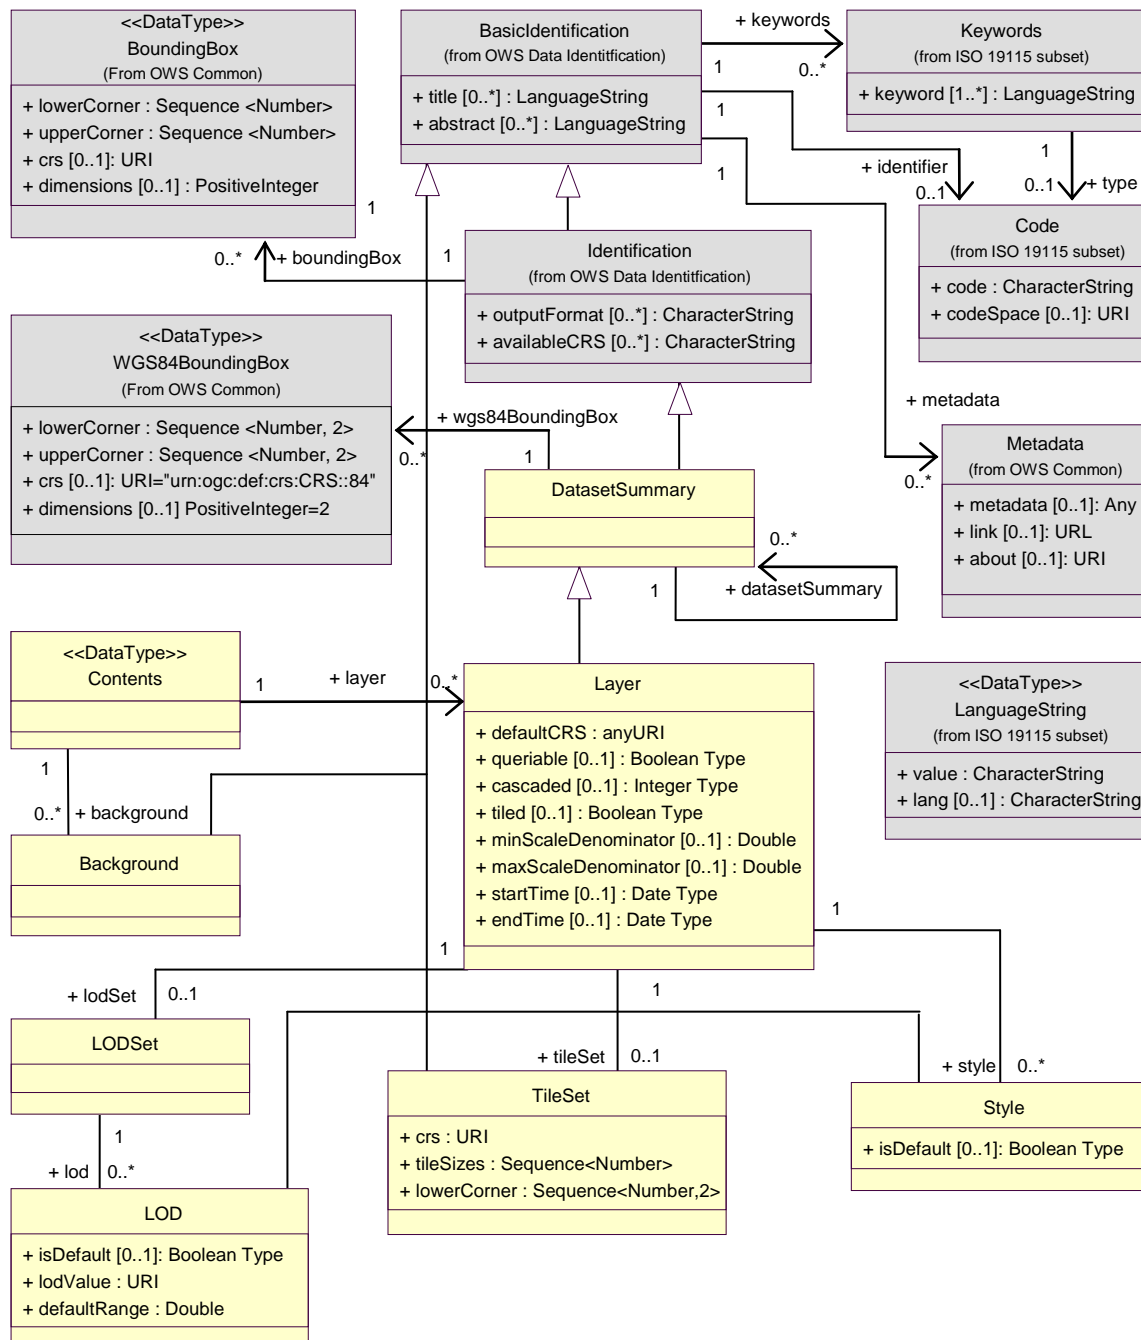 <<DataType>>
BoundingBox
(From OWS Common)
+ lowerCorner : Sequence <Number>
+ upperCorner : Sequence <Number>
+ crs [0..1]: URI
+ dimensions [0..1] : PositiveInteger
BasicIdentification
(from OWS Data Identitfication)
+ title [0..*] : LanguageString
+ abstract [0..*] : LanguageString
+ keywords
1
0..*
Keywords
(from ISO 19115 subset)
+ keyword [1..*] : LanguageString
1
+ identifier
0..1
1
0..1
+ type
1
Code
(from ISO 19115 subset)
+ code : CharacterString
+ codeSpace [0..1]: URI
1
0..*
+ boundingBox
1
Identification
(from OWS Data Identitfication)
+ outputFormat [0..*] : CharacterString
+ availableCRS [0..*] : CharacterString
<<DataType>>
WGS84BoundingBox
(From OWS Common)
+ lowerCorner : Sequence <Number, 2>
+ upperCorner : Sequence <Number, 2>
+ crs [0..1]: URI="urn:ogc:def:crs:CRS::84"
+ dimensions [0..1] PositiveInteger=2
+ wgs84BoundingBox
0..*
1
+ metadata
0..*
Metadata
(from OWS Common)
+ metadata [0..1]: Any
+ link [0..1]: URL
+ about [0..1]: URI
DatasetSummary
0..*
1
+ datasetSummary
<<DataType>>
Contents
1
+ layer
0..*
Layer
+ defaultCRS : anyURI
+ queriable [0..1] : Boolean Type
+ cascaded [0..1] : Integer Type
+ tiled [0..1] : Boolean Type
+ minScaleDenominator [0..1] : Double
+ maxScaleDenominator [0..1] : Double
+ startTime [0..1] : Date Type
+ endTime [0..1] : Date Type
<<DataType>>
LanguageString
(from ISO 19115 subset)
+ value : CharacterString
+ lang [0..1] : CharacterString
1
0..*
+ background
Background
1
1
+ lodSet
0..1
1
LODSet
+ tileSet
0..1
+ style
0..*
TileSet
+ crs : URI
+ tileSizes : Sequence<Number>
+ lowerCorner : Sequence<Number,2>
Style
+ isDefault [0..1]: Boolean Type
1
+ lod
0..*
LOD
+ isDefault [0..1]: Boolean Type
+ lodValue : URI
+ defaultRange : Double